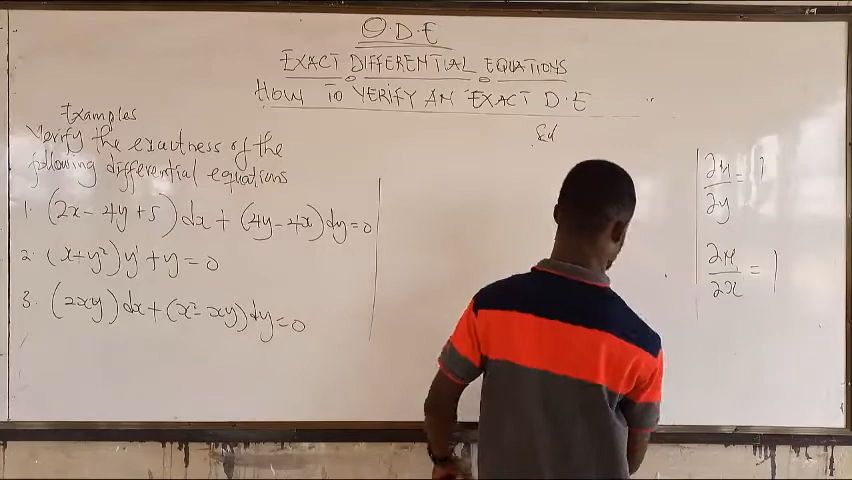 O.D.E
EXACT DIFFERENTIAL EQUATIONS
HOW TO VERIFY AN EXACT D.E
Examples
Verify the exactness of the
following differential equations
1. (2x - 4y + 5)dx + (4y - 4x)dy = 0
2. (x + y²)y' + y = 0
3. (2xy)dx + (x² - xy)dy = 0
∂M/∂y = 1
∂x = 1